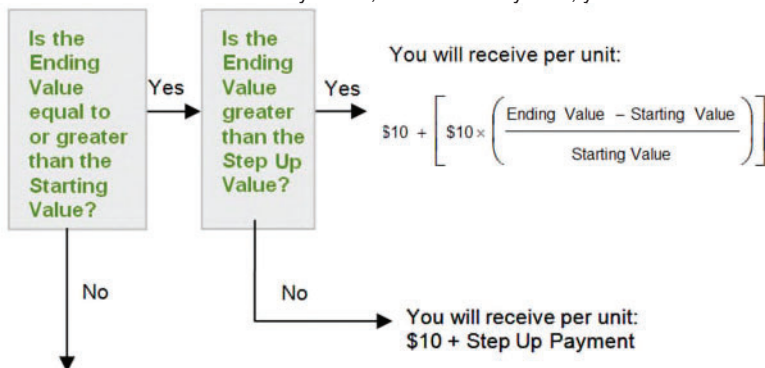 Is the
Ending
Value
equal to
or greater
than the
Starting
Value?
Yes
Is the
Ending
Value
greater
than the
Step Up
Value?
Yes
You will receive per unit:
$10 + [ $10 × ( Ending Value – Starting Value / Starting Value ) ]
No
No
You will receive per unit:
$10 + Step Up Payment